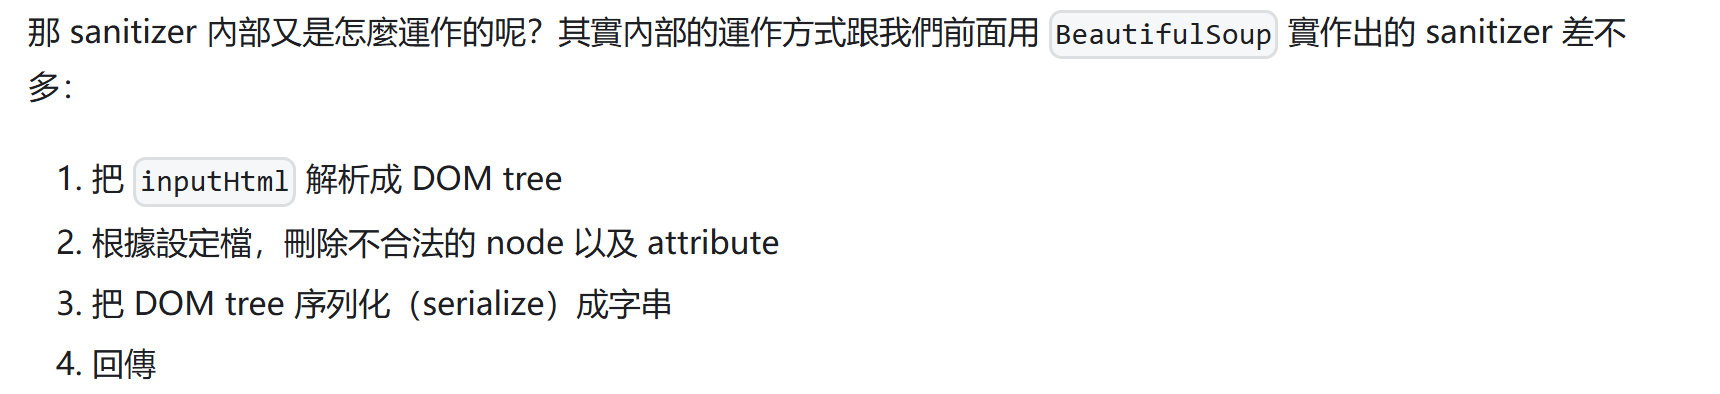 那 sanitizer 內部又是怎麼運作的呢？其實內部的運作方式跟我們前面用 BeautifulSoup 實作出的 sanitizer 差不
多：
1. 把 inputHtml 解析成 DOM tree
2. 根據設定檔，刪除不合法的 node 以及 attribute
3. 把 DOM tree 序列化（serialize）成字串
4. 回傳